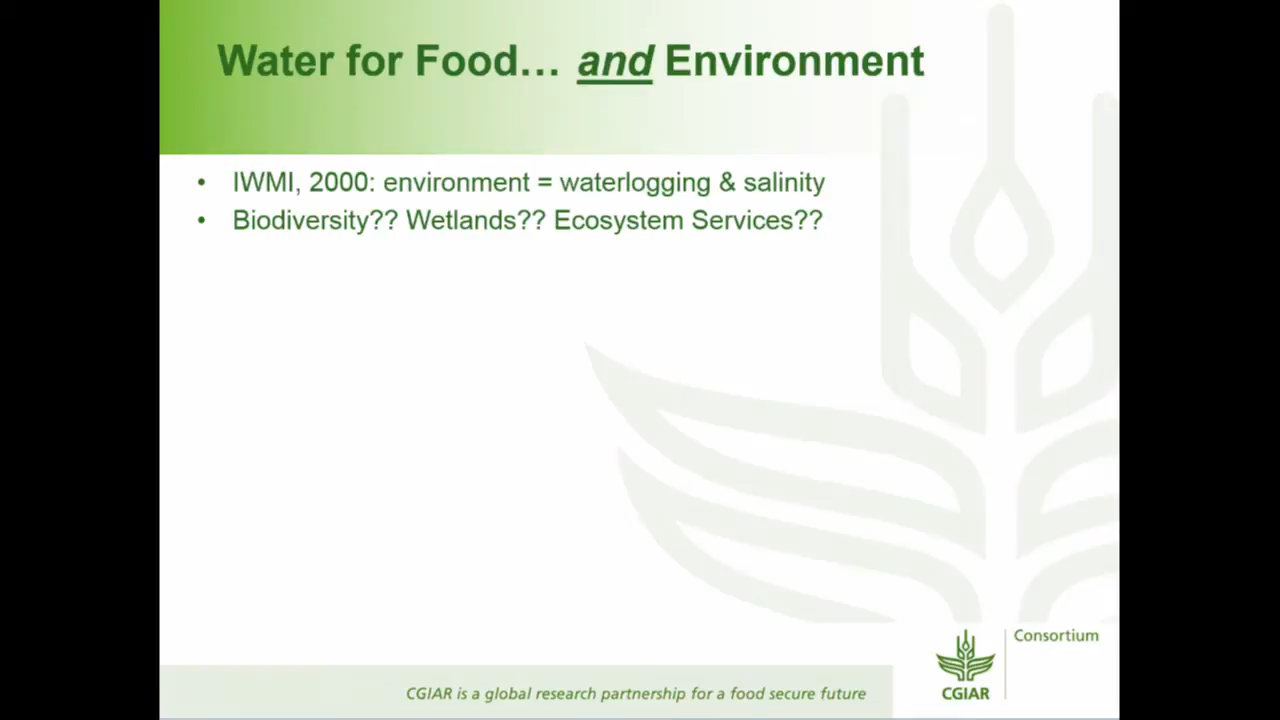 Water for Food… and Environment
• IWMI, 2000: environment = waterlogging & salinity
• Biodiversity?? Wetlands?? Ecosystem Services??
Consortium
CGIAR
CGIAR is a global research partnership for a food secure future